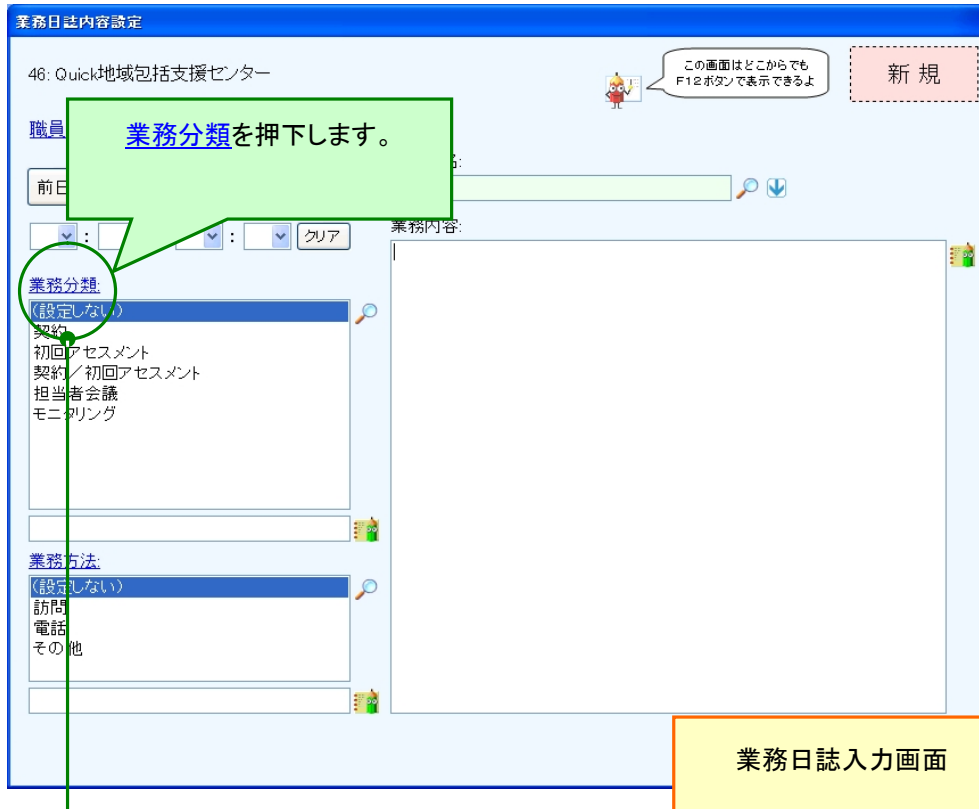 業務日誌内容設定
46: Quick地域包括支援センター
この画面はどこからでも
F12ボタンで表示できるよ
新 規
職員
業務分類を押下します。
前日
: : クリア
業務内容:
業務分類:
(設定しない)
契約
初回アセスメント
契約/初回アセスメント
担当者会議
モニタリング
業務方法:
(設定しない)
訪問
電話
その他
業務日誌入力画面